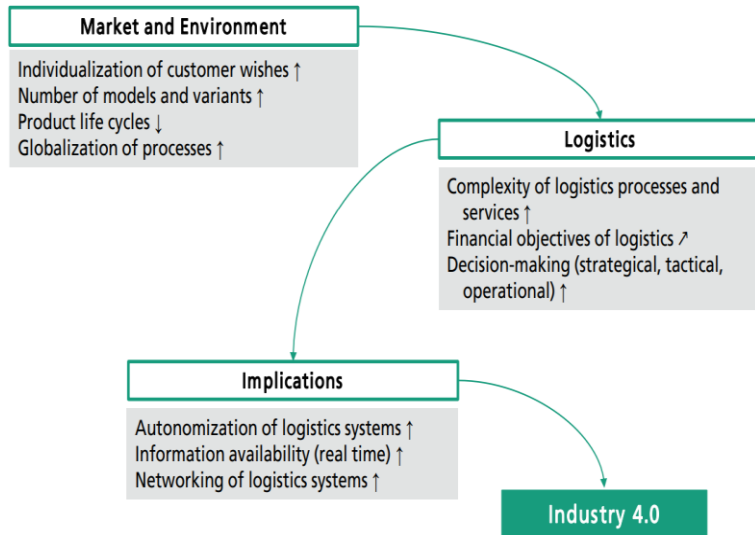 Market and Environment
Individualization of customer wishes ↑
Number of models and variants ↑
Product life cycles ↓
Globalization of processes ↑
Logistics
Complexity of logistics processes and
services ↑
Financial objectives of logistics ↗
Decision-making (strategical, tactical,
operational) ↑
Implications
Autonomization of logistics systems ↑
Information availability (real time) ↑
Networking of logistics systems ↑
Industry 4.0